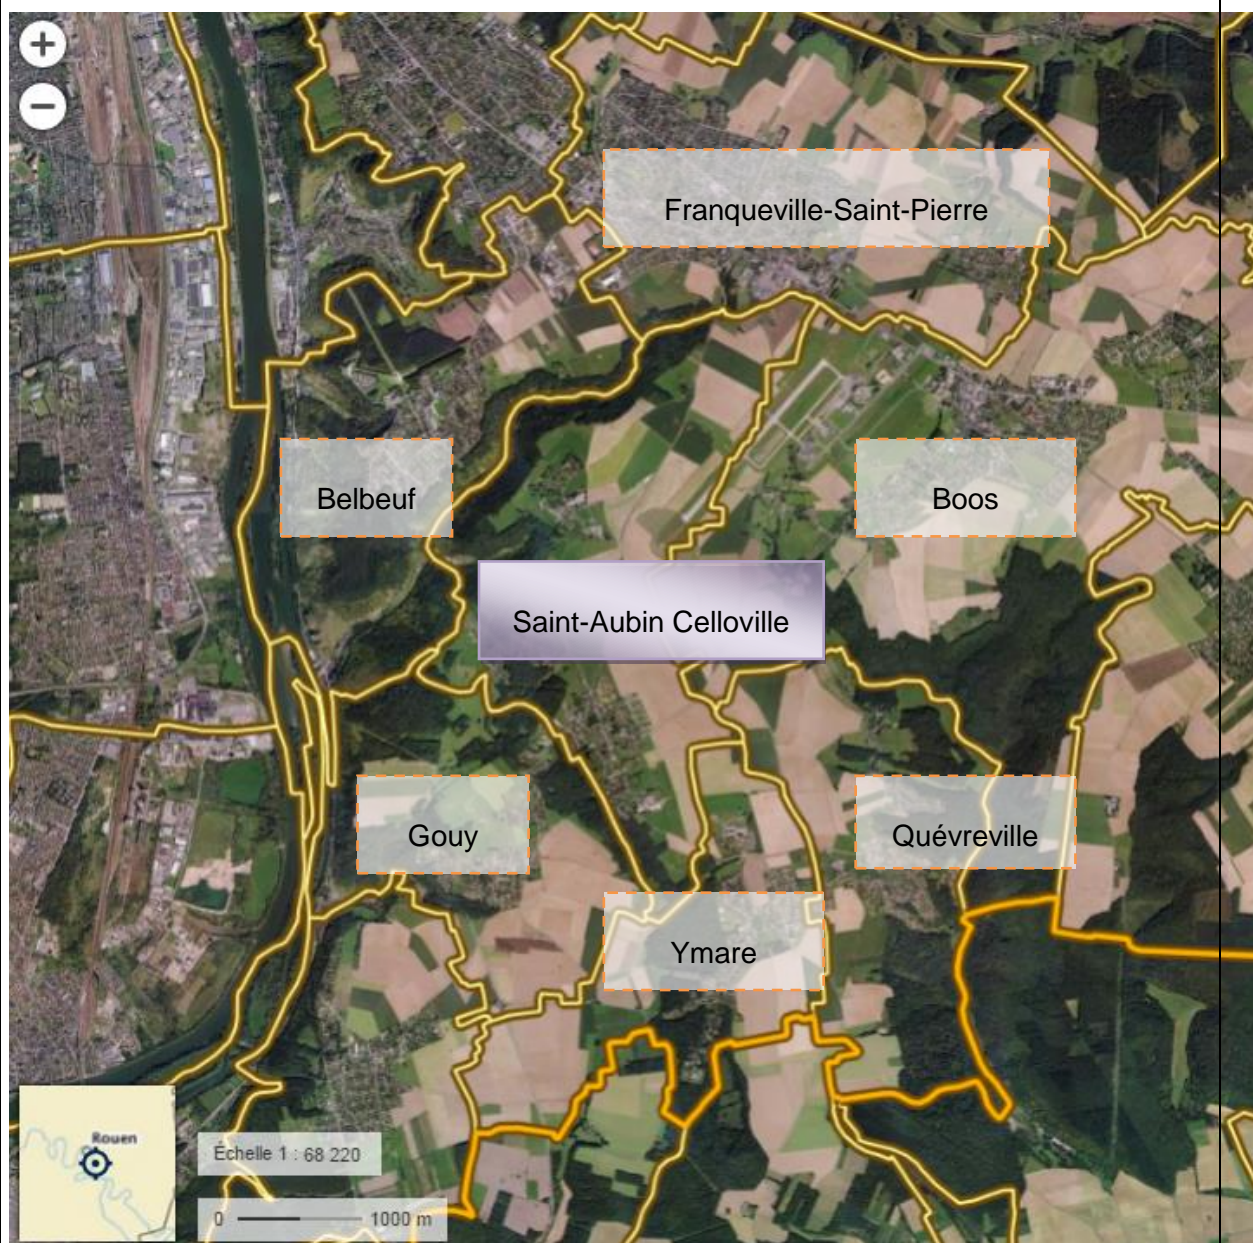 +
−
Franqueville-Saint-Pierre
Belbeuf
Boos
Saint-Aubin Celloville
Gouy
Quévreville
Ymare
Rouen
Échelle 1 : 68 220
0 1000 m